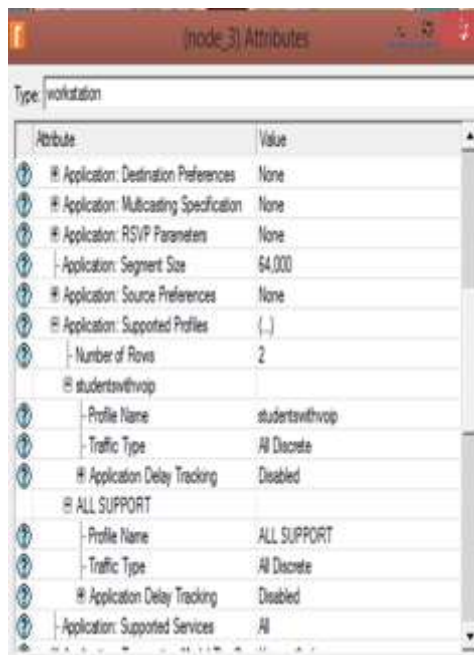 (node_3) Attributes
Type: workstation
Attribute Value
Application: Destination Preferences None
Application: Multicasting Specification None
Application: RSVP Parameters None
Application: Segment Size 64,000
Application: Source Preferences None
Application: Supported Profiles (...)
Number of Rows 2
studentswithvoip
Profile Name studentswithvoip
Traffic Type All Discrete
Application Delay Tracking Disabled
ALL SUPPORT
Profile Name ALL SUPPORT
Traffic Type All Discrete
Application Delay Tracking Disabled
Application: Supported Services All